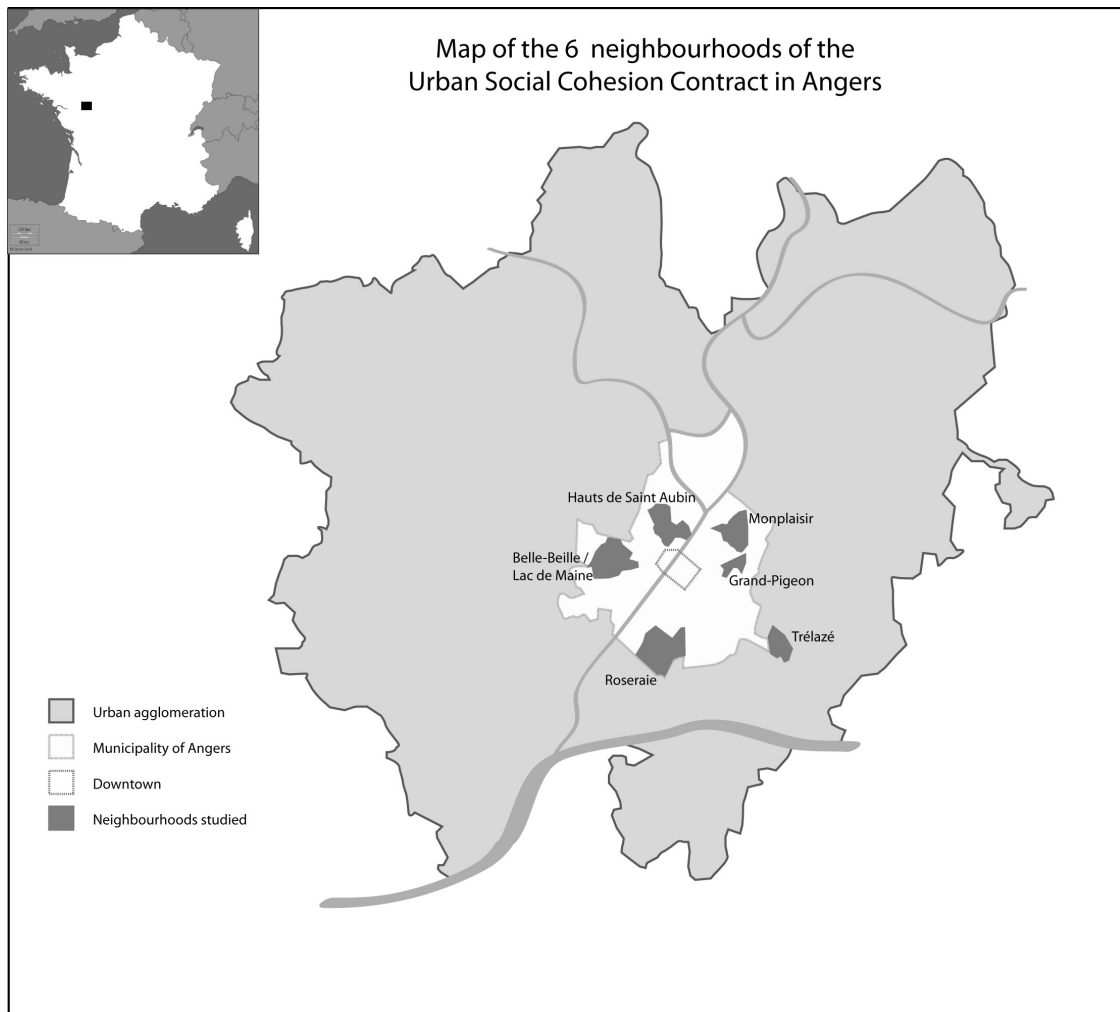 Map of the 6 neighbourhoods of the
Urban Social Cohesion Contract in Angers
Hauts de Saint Aubin
Monplaisir
Belle-Beille /
Lac de Maine
Grand-Pigeon
Trélazé
Roseraie
Urban agglomeration
Municipality of Angers
Downtown
Neighbourhoods studied